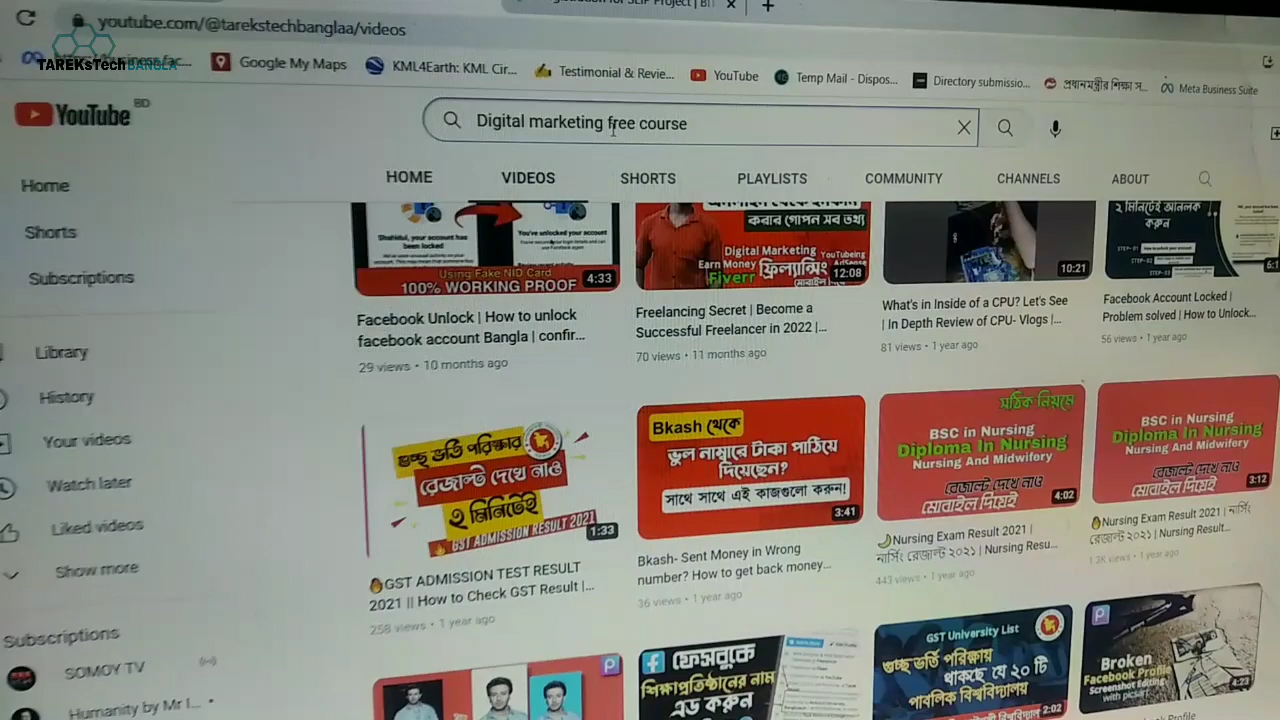 youtube.com/@tarekstechbanglaa/videos
TAREKsTechBANGLA
Google My Maps
KML4Earth: KML Cir...
Testimonial & Revie...
YouTube
Temp Mail - Dispos...
Directory submissio...
প্রধানমন্ত্রীর শিক্ষা স...
Meta Business Suite
YouTube BD
Digital marketing free course
HOME
VIDEOS
SHORTS
PLAYLISTS
COMMUNITY
CHANNELS
ABOUT
Home
Shorts
Subscriptions
Library
History
Your videos
Watch later
Liked videos
Show more
Subscriptions
SOMOY TV
Humanity by Mr I...
Using Fake NID Card
100% WORKING PROOF
4:33
Facebook Unlock | How to unlock
facebook account Bangla | confir...
29 views • 10 months ago
করার গোপন সব তথ্য
Digital Marketing
YouTubeing
Earn Money
AdSense
Fiverr
ফ্রিল্যান্সিং
12:08
Freelancing Secret | Become a
Successful Freelancer in 2022 |...
70 views • 11 months ago
10:21
What's in Inside of a CPU? Let's See
| In Depth Review of CPU- Vlogs |...
81 views • 1 year ago
২ মিনিটেই আনলক
করুন
Facebook Account Locked |
Problem solved | How to Unlock...
56 views • 1 year ago
গুচ্ছ ভর্তি পরিক্ষার
রেজাল্ট দেখে নাও
২ মিনিটেই
GST ADMISSION RESULT 2021
1:33
GST ADMISSION TEST RESULT
2021 || How to Check GST Result |...
258 views • 1 year ago
Bkash থেকে
ভুল নাম্বারে টাকা পাঠিয়ে
দিয়েছেন?
সাথে সাথে এই কাজগুলো করুন!
3:41
Bkash- Sent Money in Wrong
number? How to get back money...
36 views • 1 year ago
সঠিক নিয়মে
BSC in Nursing
Diploma In Nursing
Nursing And Midwifery
রেজাল্ট দেখে নাও
মোবাইল দিয়েই
4:02
Nursing Exam Result 2021 |
নার্সিং রেজাল্ট ২০২১ | Nursing Resu...
443 views • 1 year ago
BSC in Nursing
Diploma In Nursing
Nursing And Midwifery
রেজাল্ট দেখে নাও
মোবাইল দিয়েই
3:12
Nursing Exam Result 2021 | নার্সিং
রেজাল্ট ২০২১ | Nursing Result...
1.3K views • 1 year ago
ফেসবুকে
শিক্ষাপ্রতিষ্ঠানের নাম
এড করুন
GST University List
গুচ্ছ ভর্তি পরিক্ষায়
থাকছে যে ২০ টি
পাবলিক বিশ্ববিদ্যালয়
2:02
Broken
Facebook Profile
Screenshot Editing
with picsart
4:23